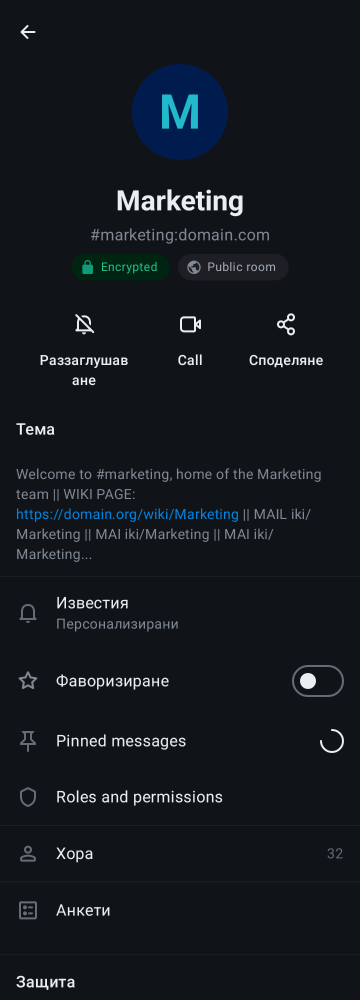 M
Marketing
#marketing:domain.com
Encrypted
Public room
Раззаглушав
ане
Call
Споделяне
Тема
Welcome to #marketing, home of the Marketing
team || WIKI PAGE:
https://domain.org/wiki/Marketing || MAIL iki/
Marketing || MAI iki/Marketing || MAI iki/
Marketing...
Известия
Персонализирани
Фаворизиране
Pinned messages
Roles and permissions
Хора
32
Анкети
Защита